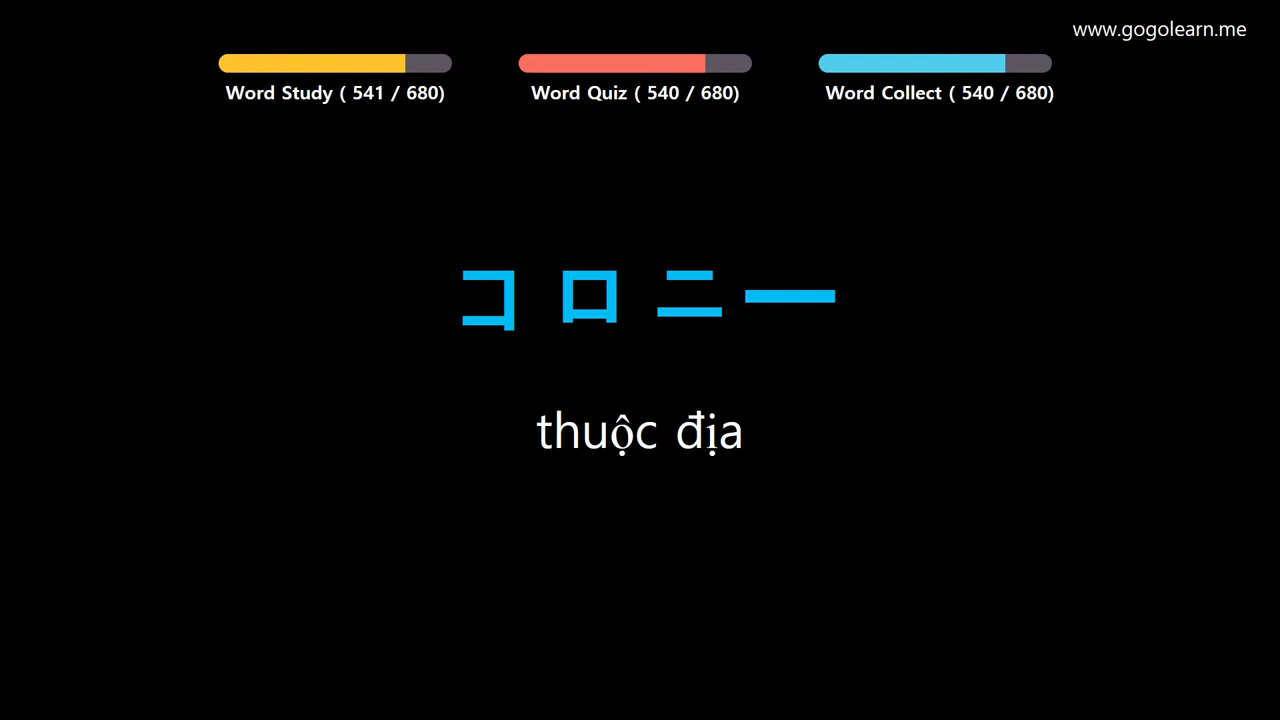 www.gogolearn.me
Word Study ( 541 / 680)
Word Quiz ( 540 / 680)
Word Collect ( 540 / 680)
コロニー
thuộc địa